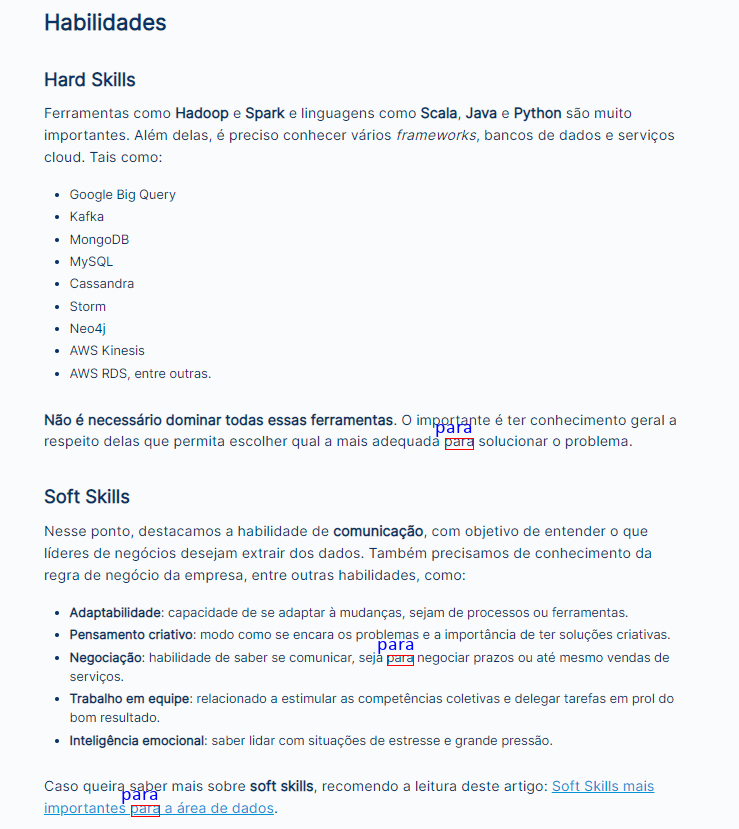 Habilidades
Hard Skills
Ferramentas como Hadoop e Spark e linguagens como Scala, Java e Python são muito
importantes. Além delas, é preciso conhecer vários frameworks, bancos de dados e serviços
cloud. Tais como:
• Google Big Query
• Kafka
• MongoDB
• MySQL
• Cassandra
• Storm
• Neo4j
• AWS Kinesis
• AWS RDS, entre outras.
Não é necessário dominar todas essas ferramentas. O importante é ter conhecimento geral a
para
respeito delas que permita escolher qual a mais adequada para solucionar o problema.
Soft Skills
Nesse ponto, destacamos a habilidade de comunicação, com objetivo de entender o que
líderes de negócios desejam extrair dos dados. Também precisamos de conhecimento da
regra de negócio da empresa, entre outras habilidades, como:
• Adaptabilidade: capacidade de se adaptar à mudanças, sejam de processos ou ferramentas.
• Pensamento criativo: modo como se encara os problemas e a importância de ter soluções criativas.
para
• Negociação: habilidade de saber se comunicar, seja para negociar prazos ou até mesmo vendas de
serviços.
• Trabalho em equipe: relacionado a estimular as competências coletivas e delegar tarefas em prol do
bom resultado.
• Inteligência emocional: saber lidar com situações de estresse e grande pressão.
Caso queira saber mais sobre soft skills, recomendo a leitura deste artigo: Soft Skills mais
para
importantes para a área de dados.